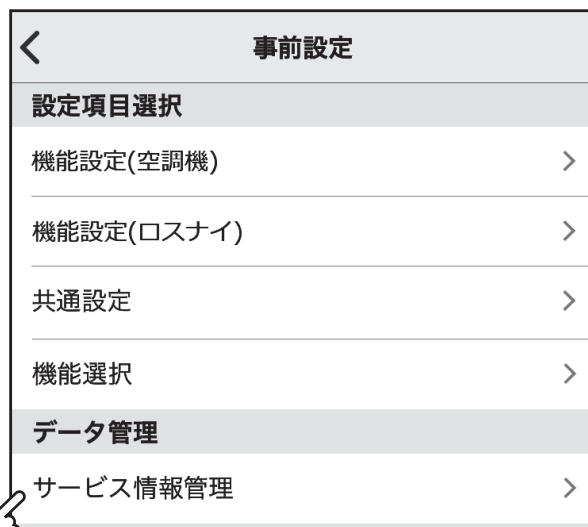 事前設定
設定項目選択
機能設定(空調機)
機能設定(ロスナイ)
共通設定
機能選択
データ管理
サービス情報管理